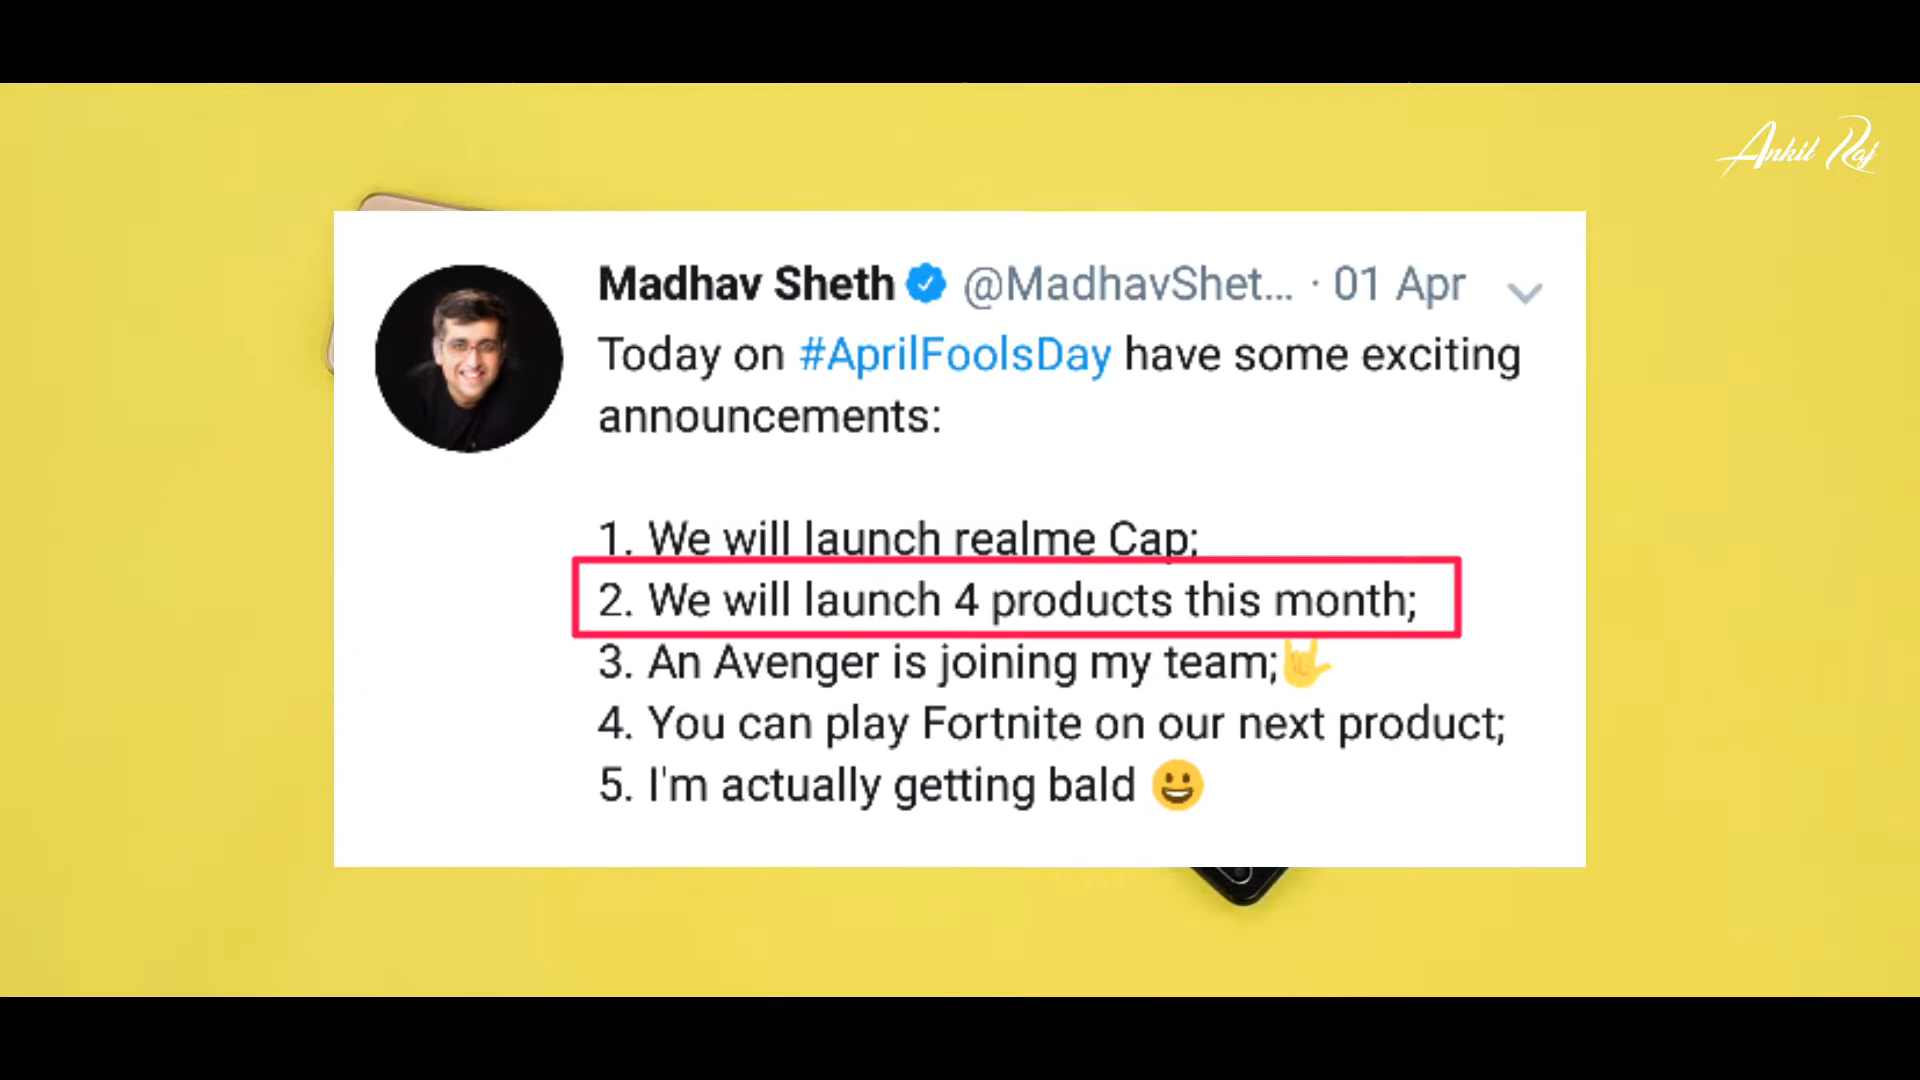 Ankit Raj
Madhav Sheth @MadhavShet... · 01 Apr
Today on #AprilFoolsDay have some exciting
announcements:
1. We will launch realme Cap;
2. We will launch 4 products this month;
3. An Avenger is joining my team;🤟
4. You can play Fortnite on our next product;
5. I'm actually getting bald 😀